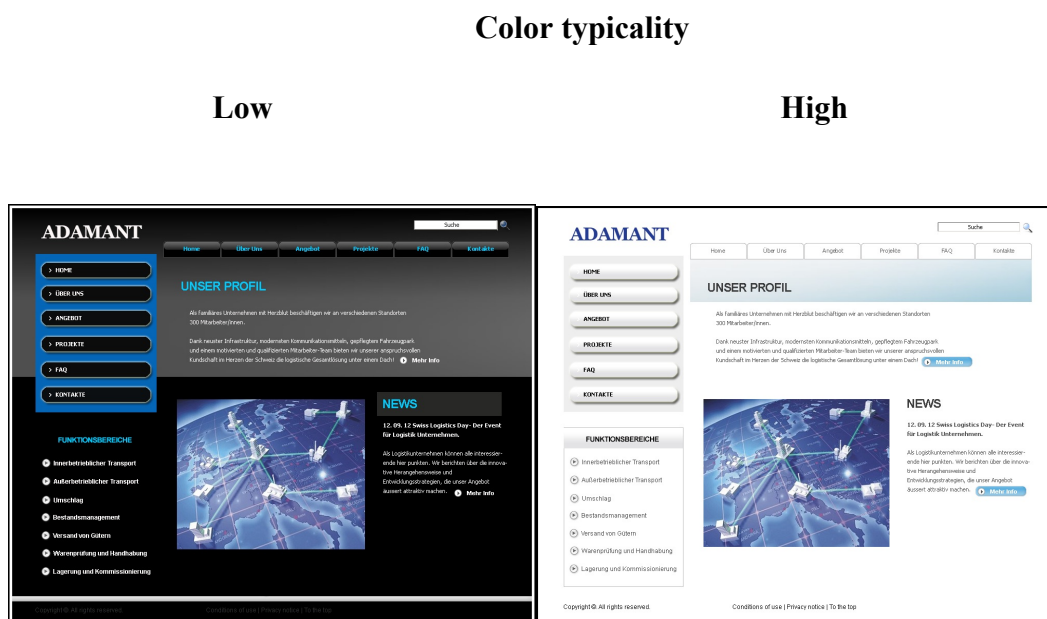 Color typicality
Low
High
ADAMANT
Suche
Home Über Uns Angebot Projekte FAQ Kontakte
> HOME
> ÜBER UNS
> ANGEBOT
> PROJEKTE
> FAQ
> KONTAKTE
UNSER PROFIL
Als familiäres Unternehmen mit Herzblut beschäftigen wir an verschiedenen Standorten
300 Mitarbeiter/innen.
Dank neuster Infrastruktur, modernsten Kommunikationsmitteln, gepflegtem Fahrzeugpark
und einem motivierten und qualifizierten Mitarbeiter-Team bieten wir unserer anspruchsvollen
Kundschaft im Herzen der Schweiz die logistische Gesamtlösung unter einem Dach! Mehr Info
FUNKTIONSBEREICHE
Innerbetrieblicher Transport
Außerbetrieblicher Transport
Umschlag
Bestandsmanagement
Versand von Gütern
Warenprüfung und Handhabung
Lagerung und Kommissionierung
NEWS
12. 09. 12 Swiss Logistics Day- Der Event
für Logistik Unternehmen.
Als Logistikunternehmen können alle interessier-
ende hier punkten. Wir berichten über die innova-
tive Herangehensweise und
Entwicklungsstrategien, die unser Angebot
äussert attraktiv machen. Mehr Info
Copyright © All rights reserved. Conditions of use | Privacy notice | To the top
ADAMANT
Suche
Home Über Uns Angebot Projekte FAQ Kontakte
HOME
ÜBER UNS
ANGEBOT
PROJEKTE
FAQ
KONTAKTE
UNSER PROFIL
Als familiäres Unternehmen mit Herzblut beschäftigen wir an verschiedenen Standorten
300 Mitarbeiter/innen.
Dank neuster Infrastruktur, modernsten Kommunikationsmitteln, gepflegtem Fahrzeugpark
und einem motivierten und qualifizierten Mitarbeiter-Team bieten wir unserer anspruchsvollen
Kundschaft im Herzen der Schweiz die logistische Gesamtlösung unter einem Dach! Mehr Info
FUNKTIONSBEREICHE
Innerbetrieblicher Transport
Außerbetrieblicher Transport
Umschlag
Bestandsmanagement
Versand von Gütern
Warenprüfung und Handhabung
Lagerung und Kommissionierung
NEWS
12. 09. 12 Swiss Logistics Day- Der Event
für Logistik Unternehmen.
Als Logistikunternehmen können alle interessier-
ende hier punkten. Wir berichten über die innova-
tive Herangehensweise und
Entwicklungsstrategien, die unser Angebot
äussert attraktiv machen. Mehr Info
Copyright © All rights reserved. Conditions of use | Privacy notice | To the top